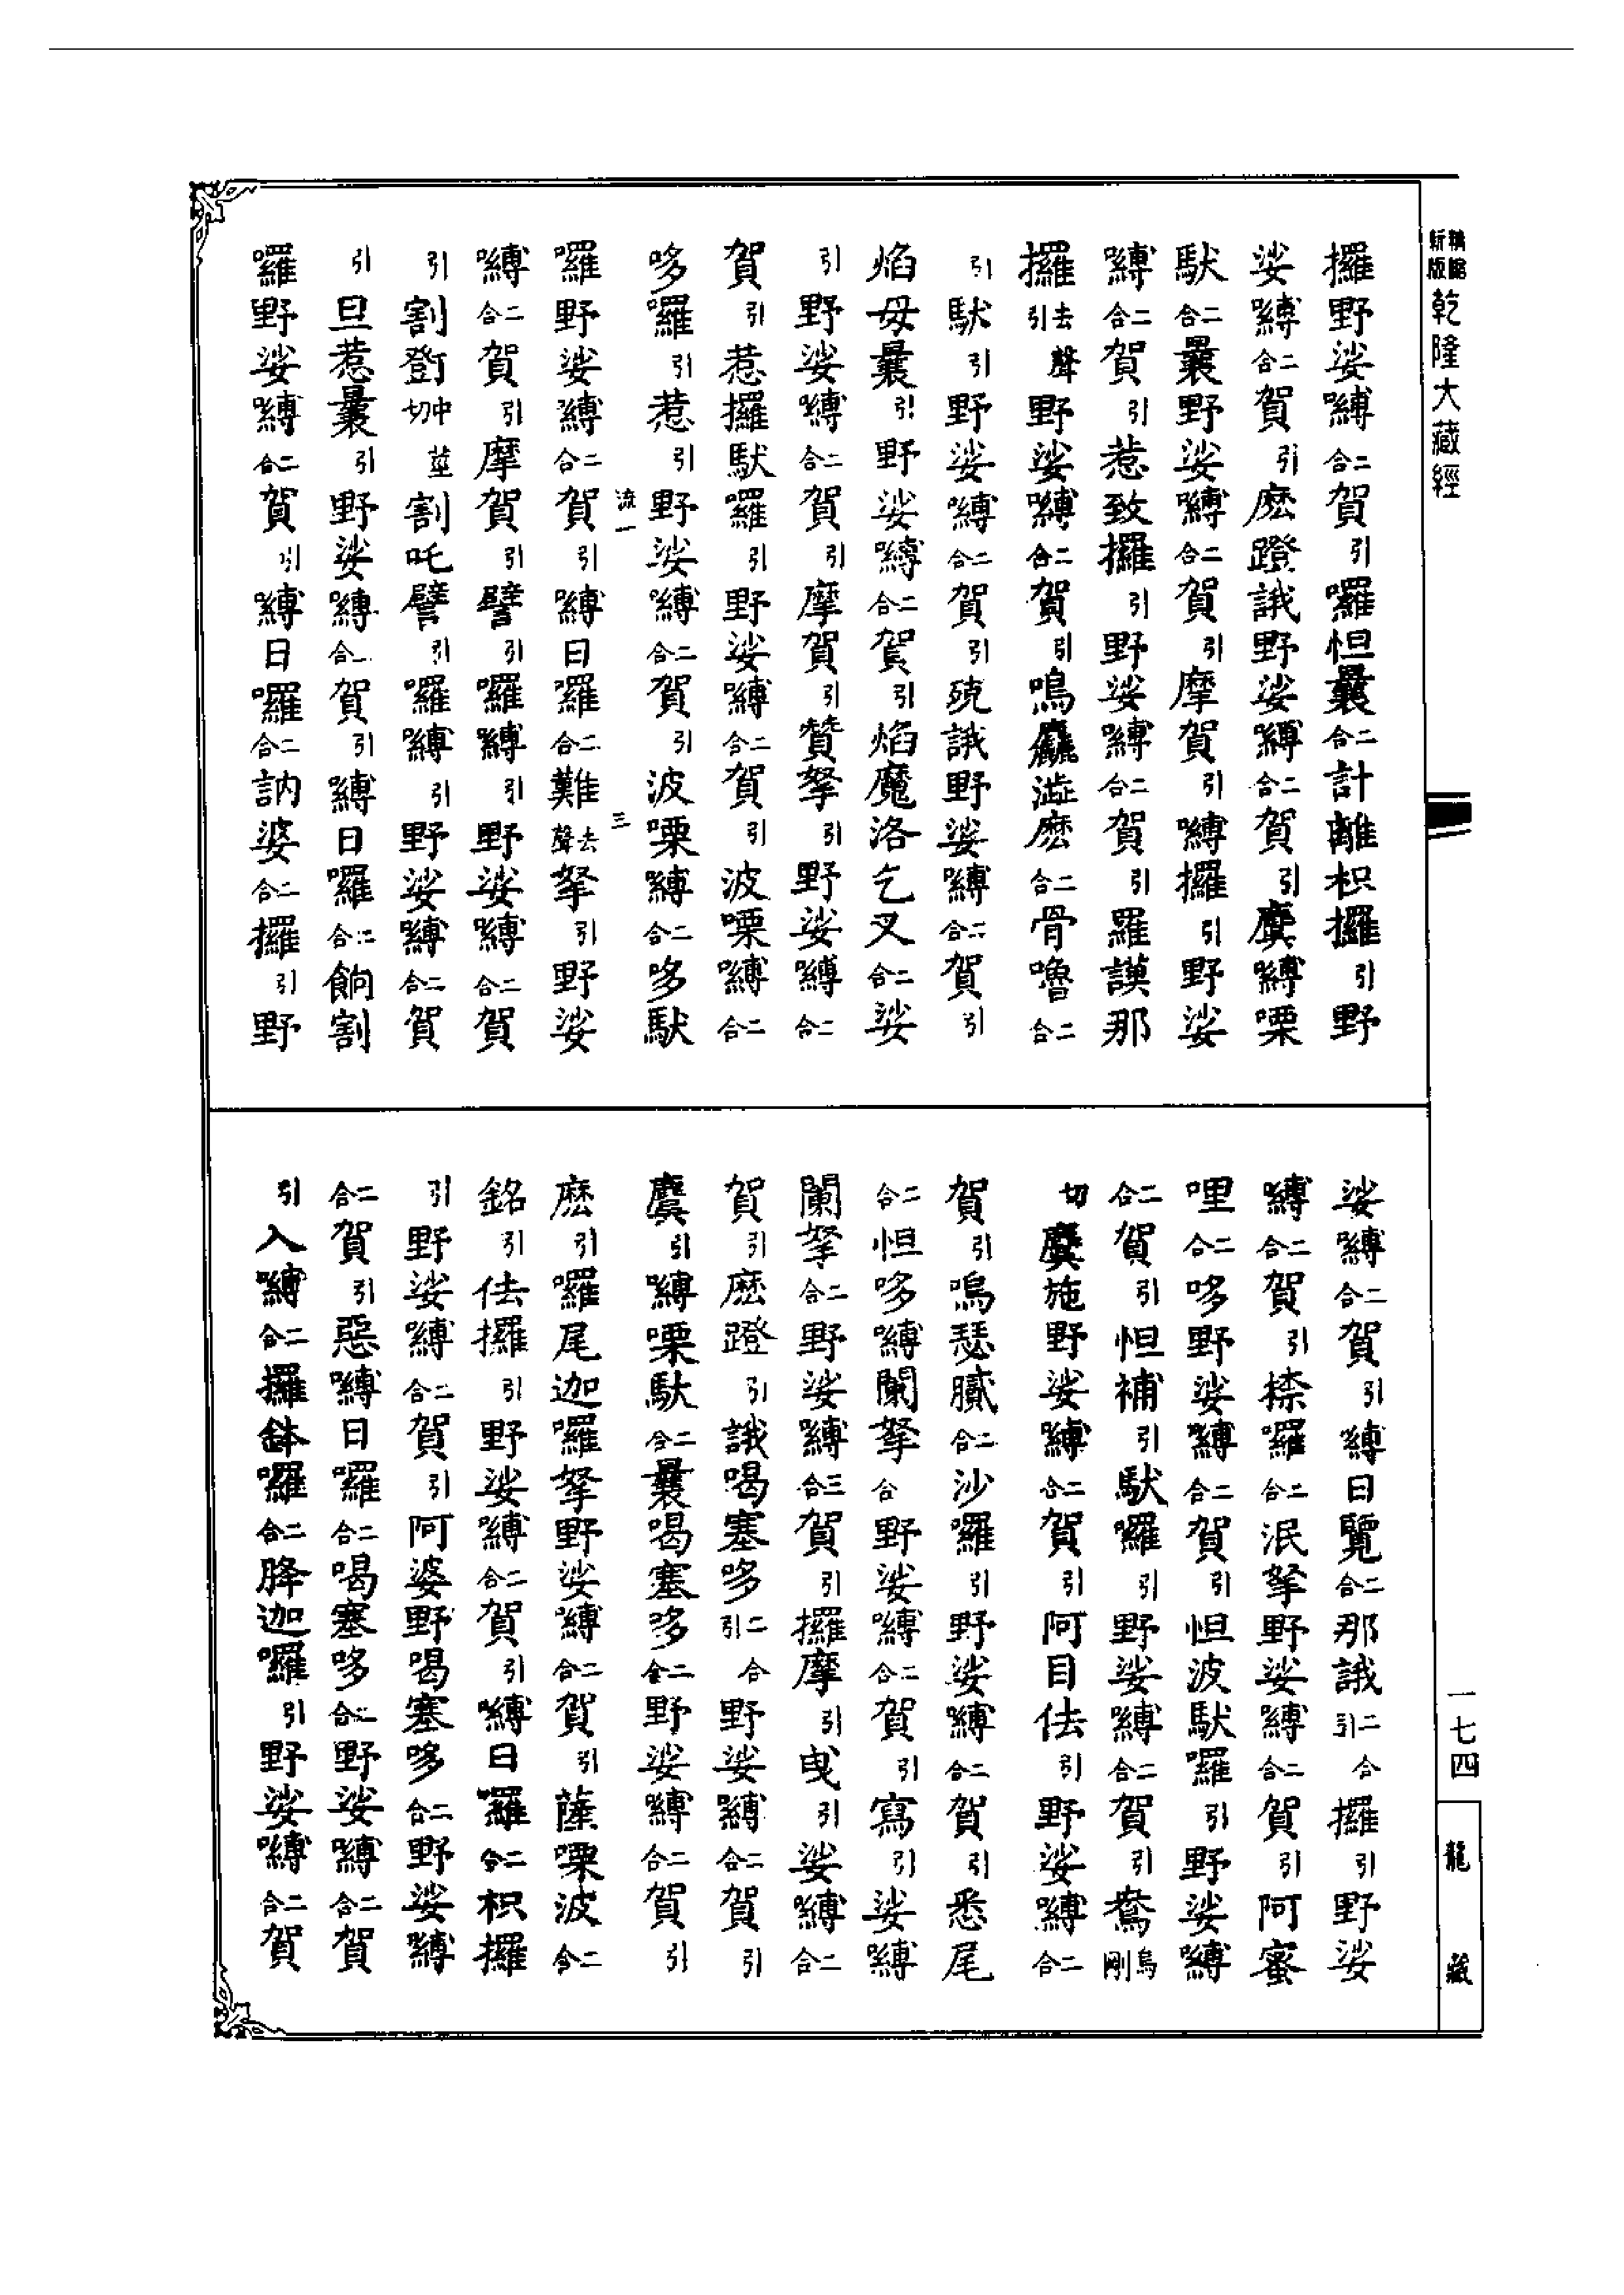 新版 精縮 乾隆大藏經
攞野娑嚩二合賀引囉怛曩二合計離枳攞引野
娑嚩二合賀引麽蹬誐野娑嚩二合賀引虞嚩㗚
馱二合曩野娑嚩二合賀引摩賀引嚩攞引野娑
嚩二合賀引惹致攞引野娑嚩二合賀引羅謨那
攞去聲引野娑嚩二合賀引嗚麤澁麽二合骨嚕二合
引馱引野娑嚩二合賀引兢誐野娑嚩二合賀引
焰母曩引野娑嚩二合賀引焰魔洛乞叉二合娑
引野娑嚩二合賀引摩賀引贊拏引野娑嚩二合
賀引惹攞馱羅引野娑嚩二合賀引波㗚嚩二合
哆羅引惹引野娑嚩二合賀引波㗚嚩二合多馱
流一 三
囉野娑嚩二合賀引嚩日囉二合難去聲拏引野娑
嚩二合賀引摩賀引譬引囉嚩引野娑嚩二合賀
引割鄧中切莖割吒譬引囉嚩引野娑嚩二合賀
引旦惹曩引野娑嚩二合賀引嚩日囉二合餉割
囉野娑嚩二合賀引嚩日囉二合訥婆二合攞引野
娑嚩二合賀引嚩日覽二合那誐二合引攞引野娑
嚩二合賀引捺囉二合泯拏野娑嚩二合賀引阿蜜
哩二合哆野娑嚩二合賀引怛波馱囉引野娑嚩
二合賀引怛補引馱囉引野娑嚩二合賀引鴦烏剛
切虞施野娑嚩二合賀引阿目佉引野娑嚩二合
賀引嗚瑟膩二合沙囉引野娑嚩二合賀引悉尾
二合怛哆嚩闌拏合野娑嚩二合賀引寫引娑嚩
闌拏二合野娑嚩三合賀引攞摩引曳引娑嚩二合
賀引麽蹬引誐喝塞哆二合引野娑嚩二合賀引
虞引嚩㗚馱二合曩喝塞多二合野娑嚩二合賀引
麽引囉尾迦囉拏野娑嚩二合賀引薩㗚波二合
銘引佉攞引野娑嚩二合賀引嚩日囉二合枳攞
引野娑嚩二合賀引阿婆野喝塞哆二合野娑嚩
二合賀引惡嚩日囉二合喝塞哆二合野娑嚩二合賀
引入嚩二合攞鉢囉二合胮迦囉引野娑嚩二合賀
一七四
龍藏